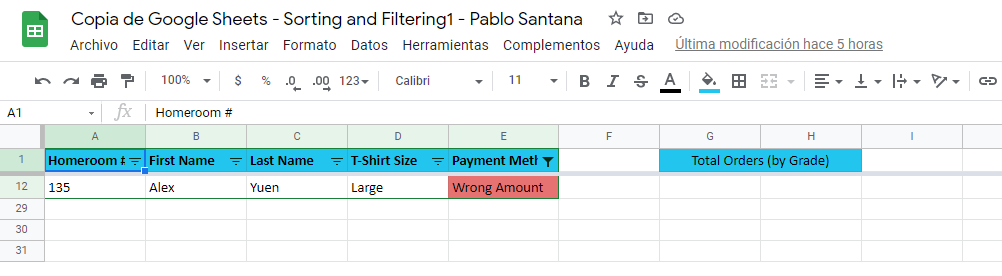 Copia de Google Sheets - Sorting and Filtering1 - Pablo Santana
Archivo Editar Ver Insertar Formato Datos Herramientas Complementos Ayuda Última modificación hace 5 horas
100% $ % .0 .00 123 Calibri 11 B I S A
A1 fx Homeroom #
A B C D E F G H I
1 Homeroom # First Name Last Name T-Shirt Size Payment Meth Total Orders (by Grade)
12 135 Alex Yuen Large Wrong Amount
29
30
31